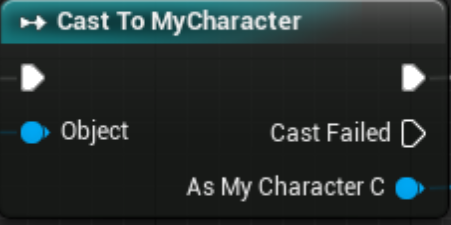 Cast To MyCharacter
Object
Cast Failed
As My Character C